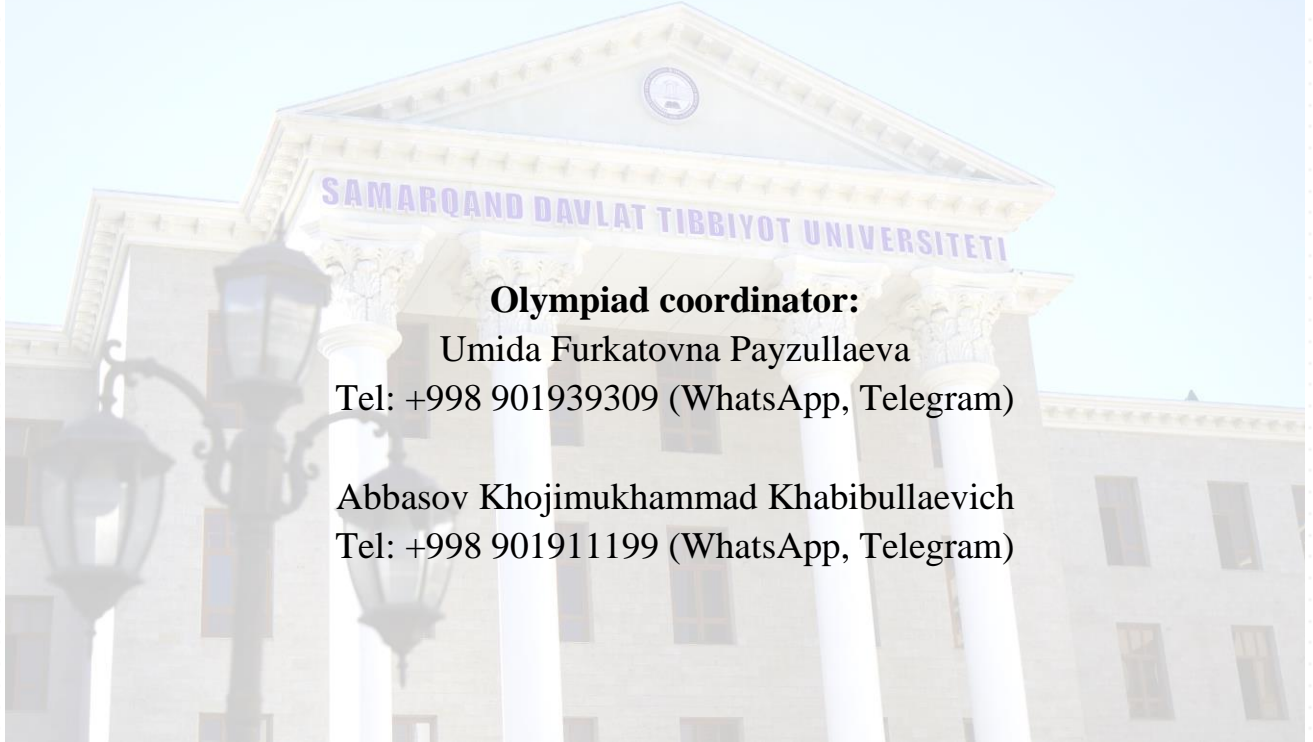 SAMARQAND DAVLAT TIBBIYOT UNIVERSITETI
Olympiad coordinator:
Umida Furkatovna Payzullaeva
Tel: +998 901939309 (WhatsApp, Telegram)
Abbasov Khojimukhammad Khabibullaevich
Tel: +998 901911199 (WhatsApp, Telegram)